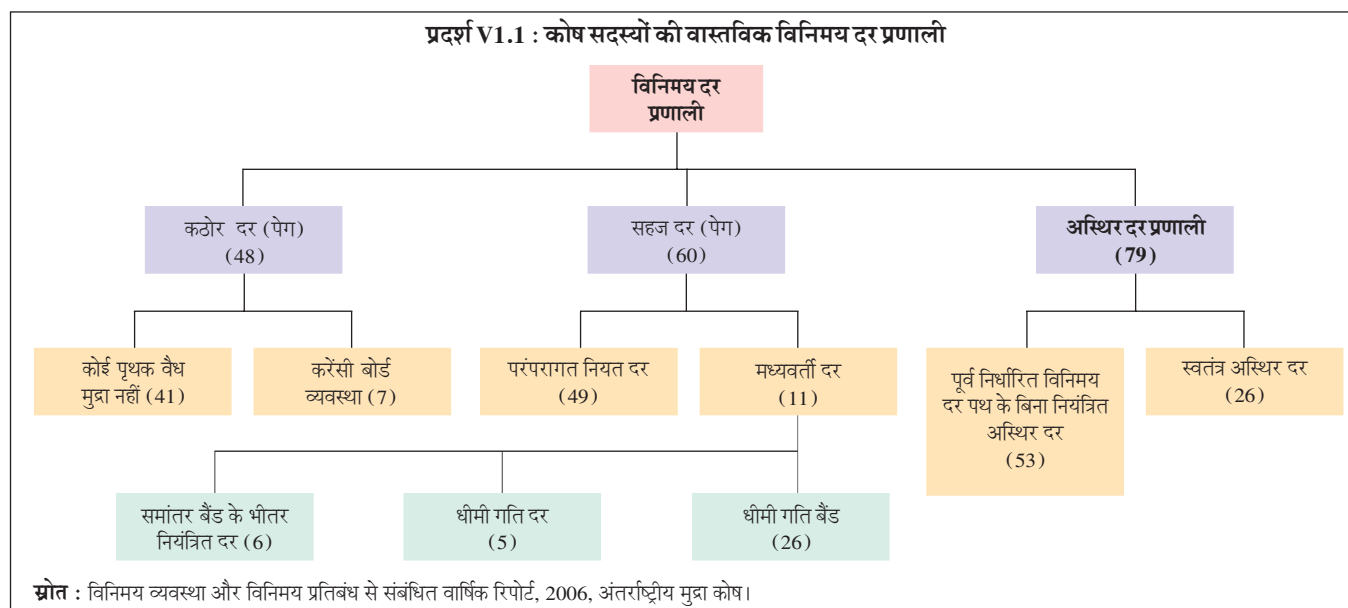 प्रदर्श V1.1 : कोष सदस्यों की वास्तविक विनिमय दर प्रणाली
विनिमय दर
प्रणाली
कठोर दर (पेग)
(48)
सहज दर (पेग)
(60)
अस्थिर दर प्रणाली
(79)
कोई पृथक वैध
मुद्रा नहीं (41)
करेंसी बोर्ड
व्यवस्था (7)
परंपरागत नियत दर
(49)
मध्यवर्ती दर
(11)
पूर्व निर्धारित विनिमय
दर पथ के बिना नियंत्रित
अस्थिर दर
(53)
स्वतंत्र अस्थिर दर
(26)
समांतर बैंड के भीतर
नियंत्रित दर (6)
धीमी गति दर
(5)
धीमी गति बैंड
(26)
स्रोत : विनिमय व्यवस्था और विनिमय प्रतिबंध से संबंधित वार्षिक रिपोर्ट, 2006, अंतर्राष्ट्रीय मुद्रा कोष।